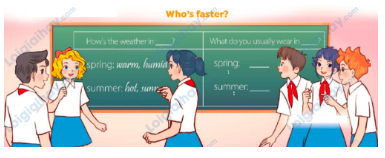 Who's faster?
How's the weather in ____?
What do you usually wear in ____?
spring: warm,
spring: ____
summer: hot,
summer: ____